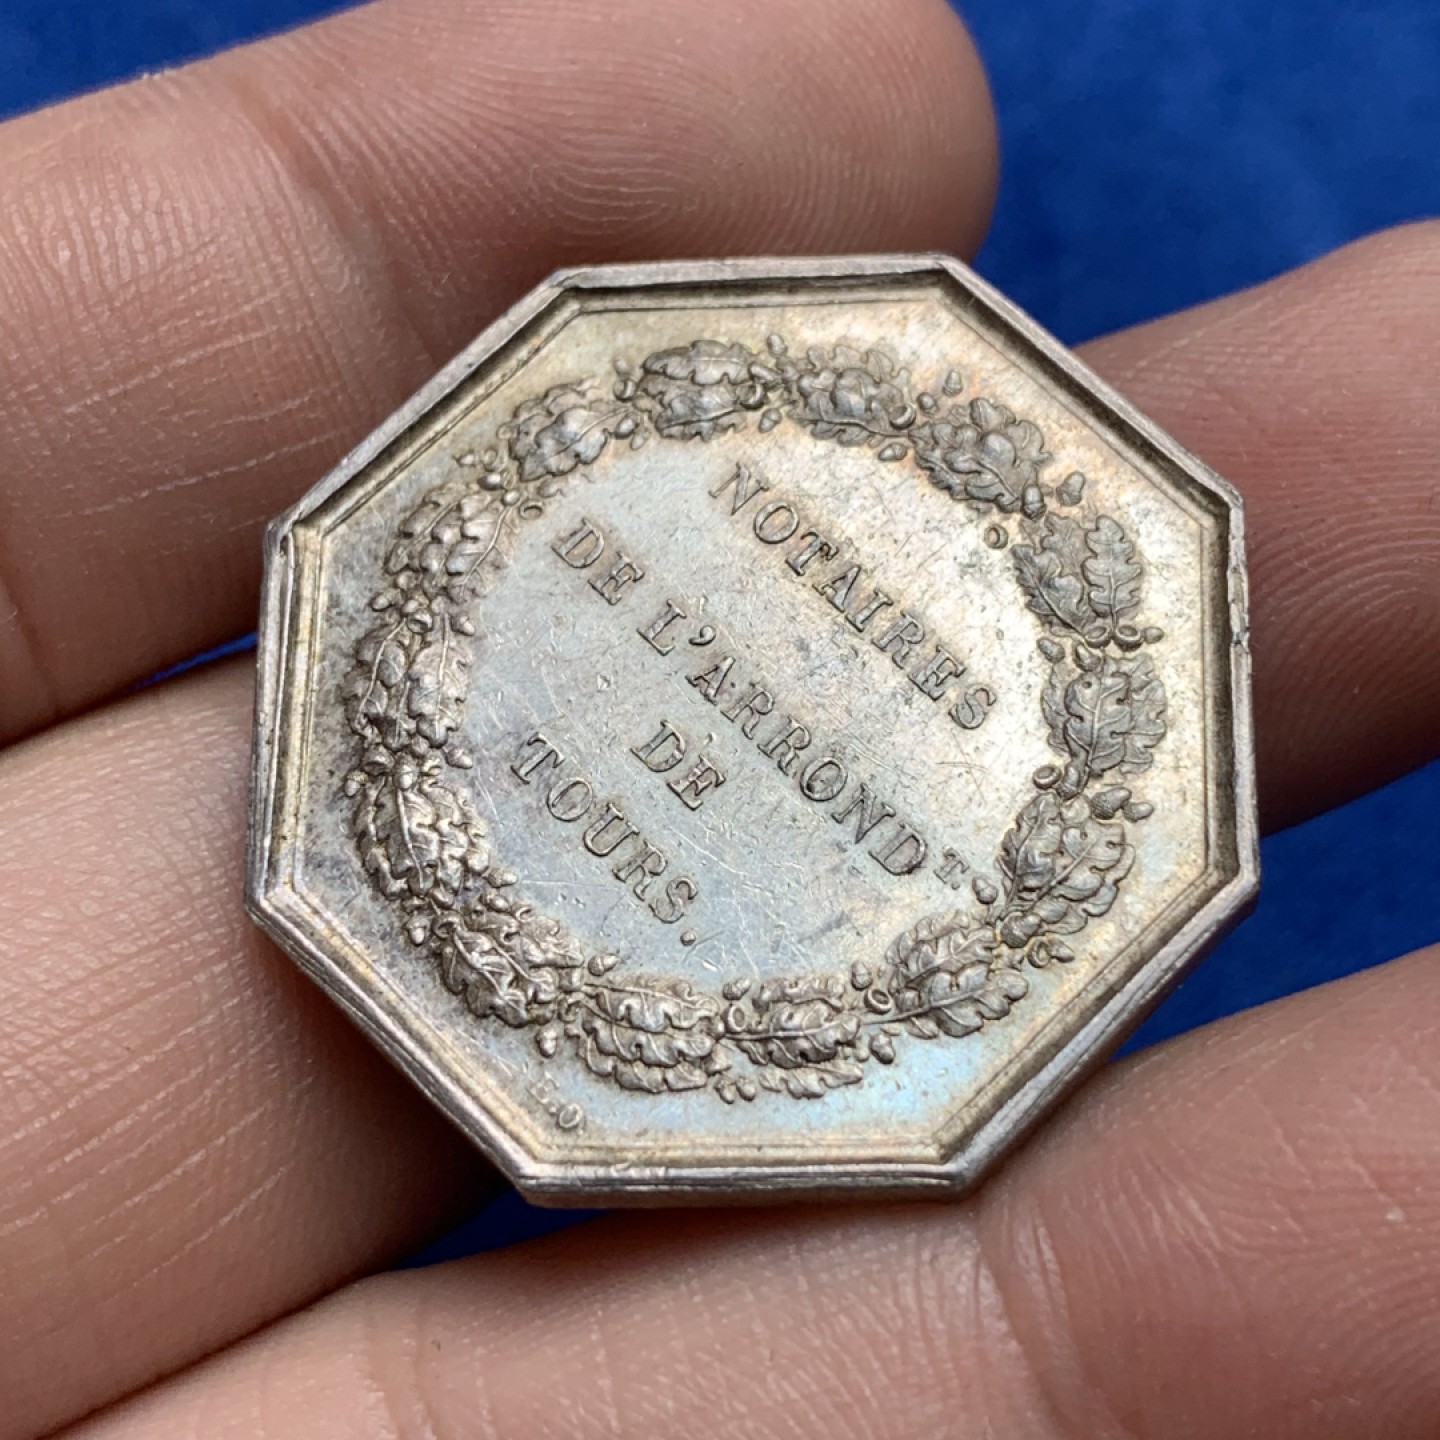 NOTAIRES
DE L'ARRONDT.
DE
TOURS.